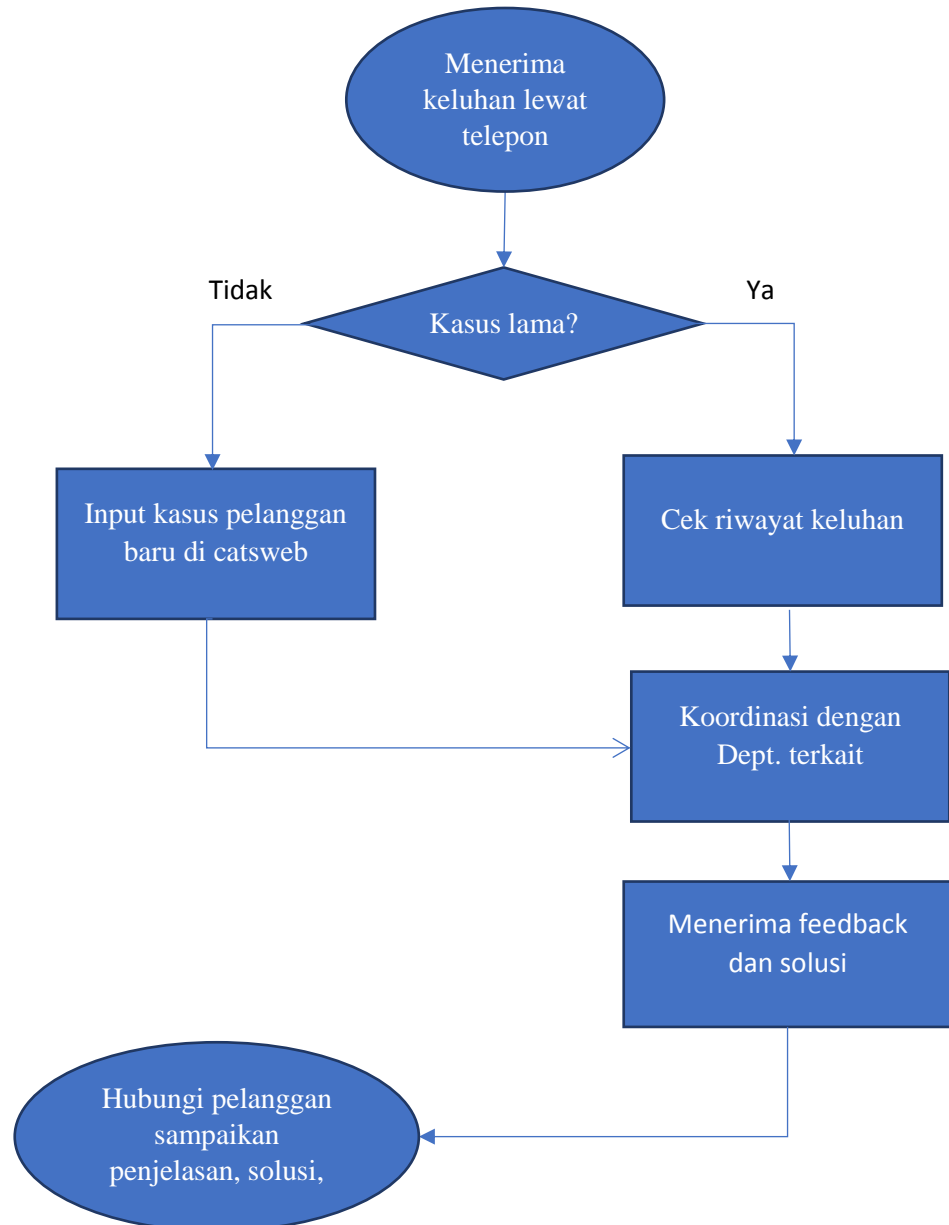 Menerima
keluhan lewat
telepon
Tidak
Ya
Kasus lama?
Input kasus pelanggan
baru di catsweb
Cek riwayat keluhan
Koordinasi dengan
Dept. terkait
Menerima feedback
dan solusi
Hubungi pelanggan
sampaikan
penjelasan, solusi,